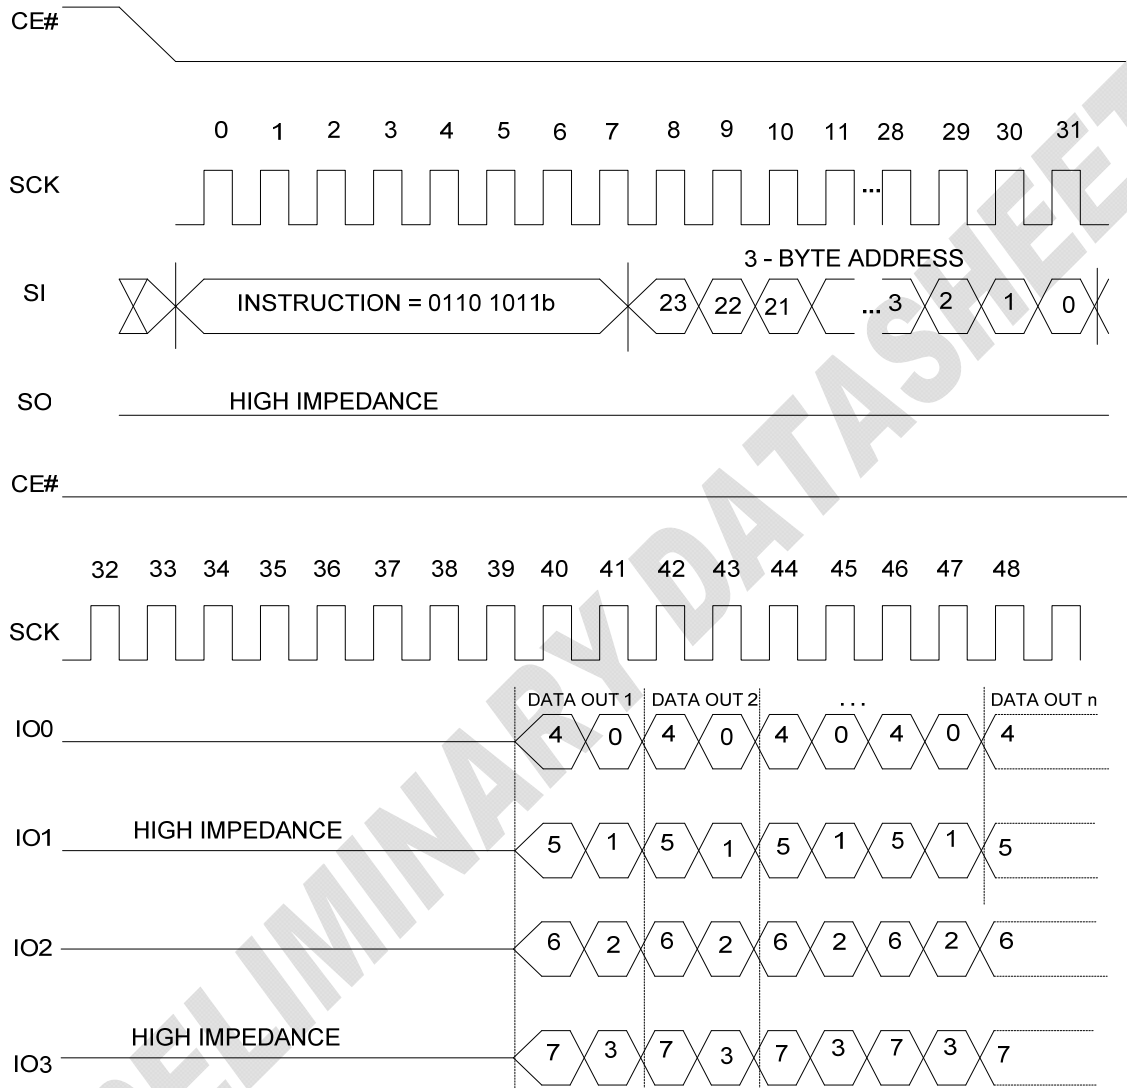 CE#
0 1 2 3 4 5 6 7 8 9 10 11 28 29 30 31
SCK ...
3 - BYTE ADDRESS
SI INSTRUCTION = 0110 1011b 23 22 21 ... 3 2 1 0
SO HIGH IMPEDANCE
CE#
32 33 34 35 36 37 38 39 40 41 42 43 44 45 46 47 48
SCK
DATA OUT 1 DATA OUT 2 ... DATA OUT n
IO0 4 0 4 0 4 0 4 0 4
IO1 HIGH IMPEDANCE 5 1 5 1 5 1 5 1 5
IO2 6 2 6 2 6 2 6 2 6
IO3 HIGH IMPEDANCE 7 3 7 3 7 3 7 3 7
PRELIMINARY DATASHEET